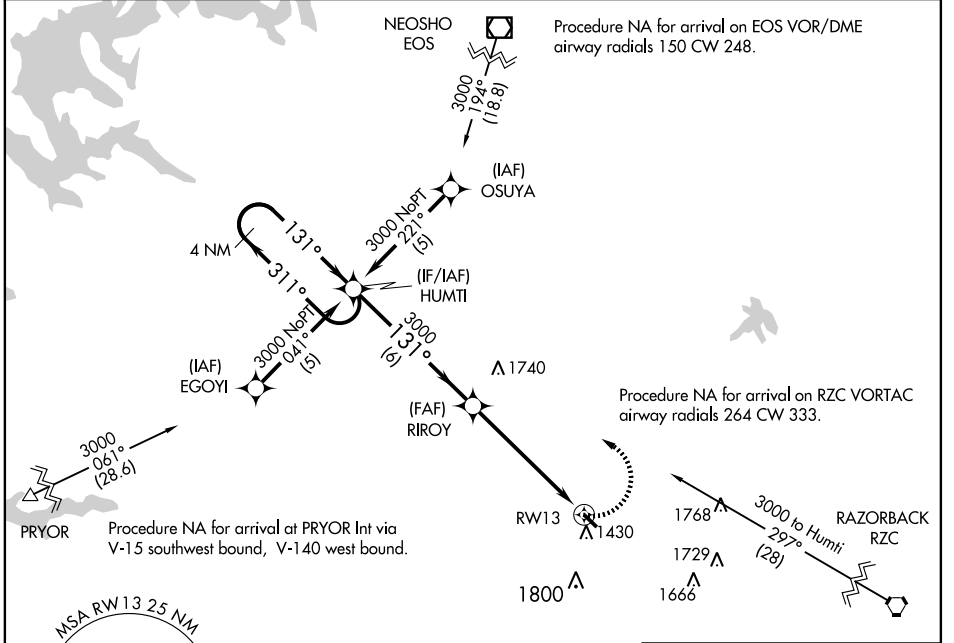 NEOSHO
EOS
Procedure NA for arrival on EOS VOR/DME
airway radials 150 CW 248.
3000
194°
(18.8)
(IAF)
OSUYA
3000 NoPT
221°
(5)
131°
4 NM
311°
(IF/IAF)
HUMTI
3000 NoPT
041°
(5)
(IAF)
EGOYI
3000
131°
(6)
1740
(FAF)
RIROY
Procedure NA for arrival on RZC VORTAC
airway radials 264 CW 333.
3000
061°
(28.6)
PRYOR
Procedure NA for arrival at PRYOR Int via
V-15 southwest bound, V-140 west bound.
RW13
1430
1768
3000 to Humti
297°
(28)
RAZORBACK
RZC
1729
1666
1800
MSA RW13 25 NM